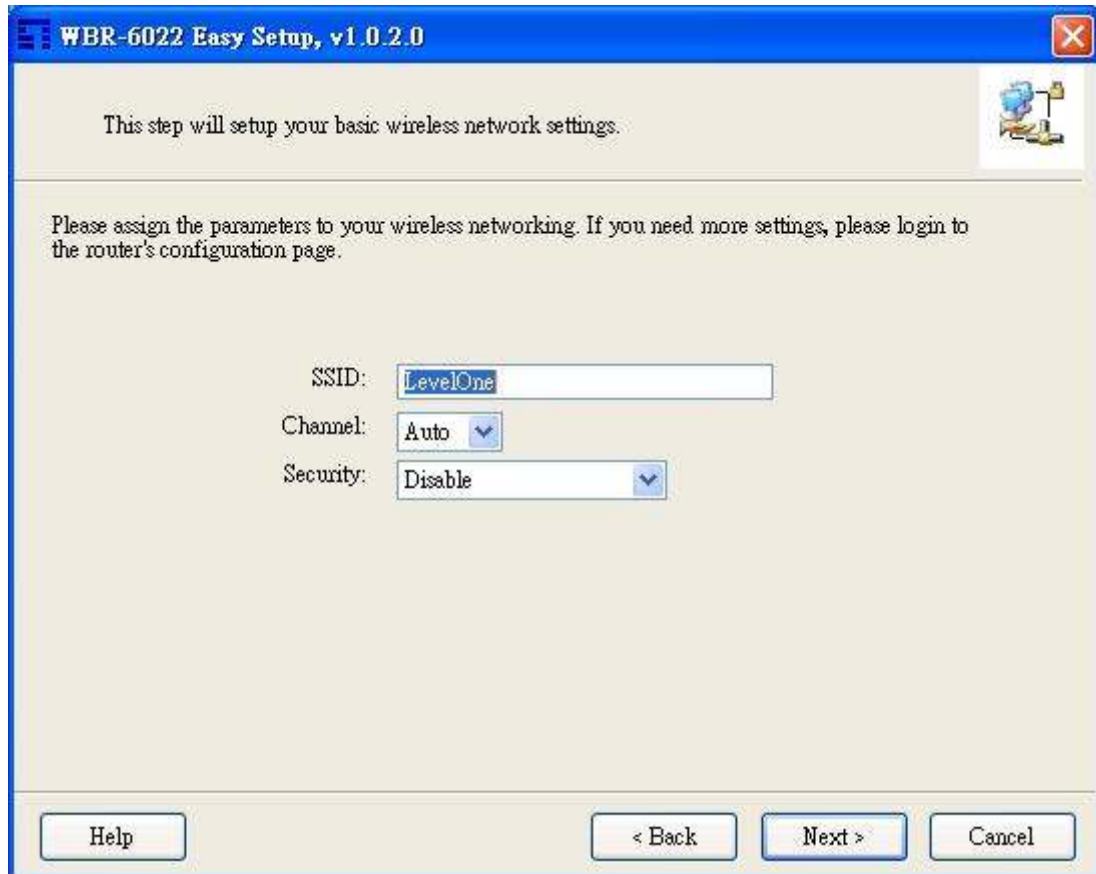 WBR-6022 Easy Setup, v1.0.2.0
This step will setup your basic wireless network settings.
Please assign the parameters to your wireless networking. If you need more settings, please login to
the router's configuration page.
SSID: LevelOne
Channel: Auto
Security: Disable
Help < Back Next > Cancel